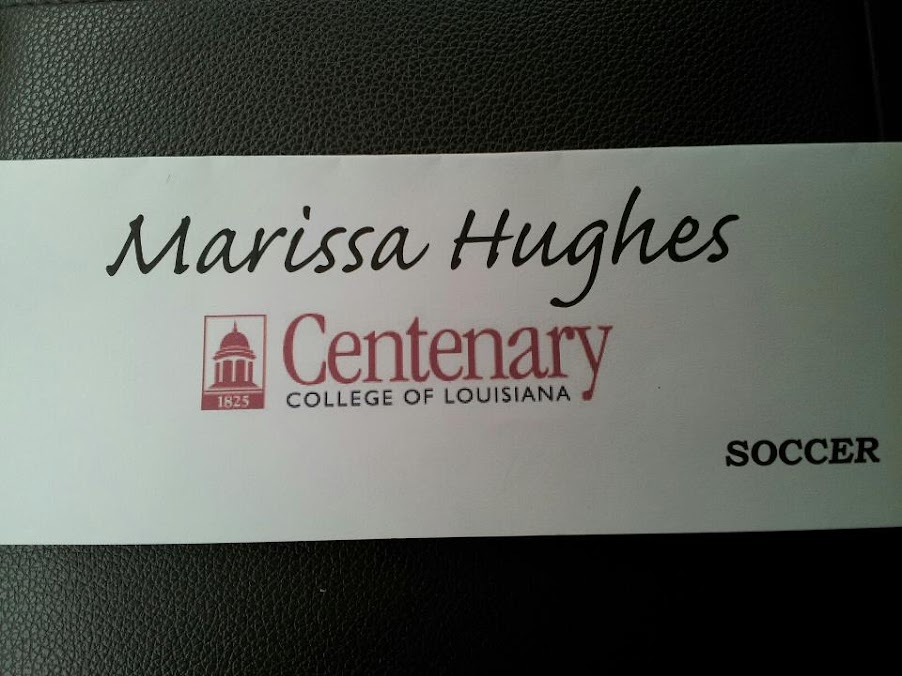 Marissa Hughes
Centenary
1825
COLLEGE OF LOUISIANA
SOCCER